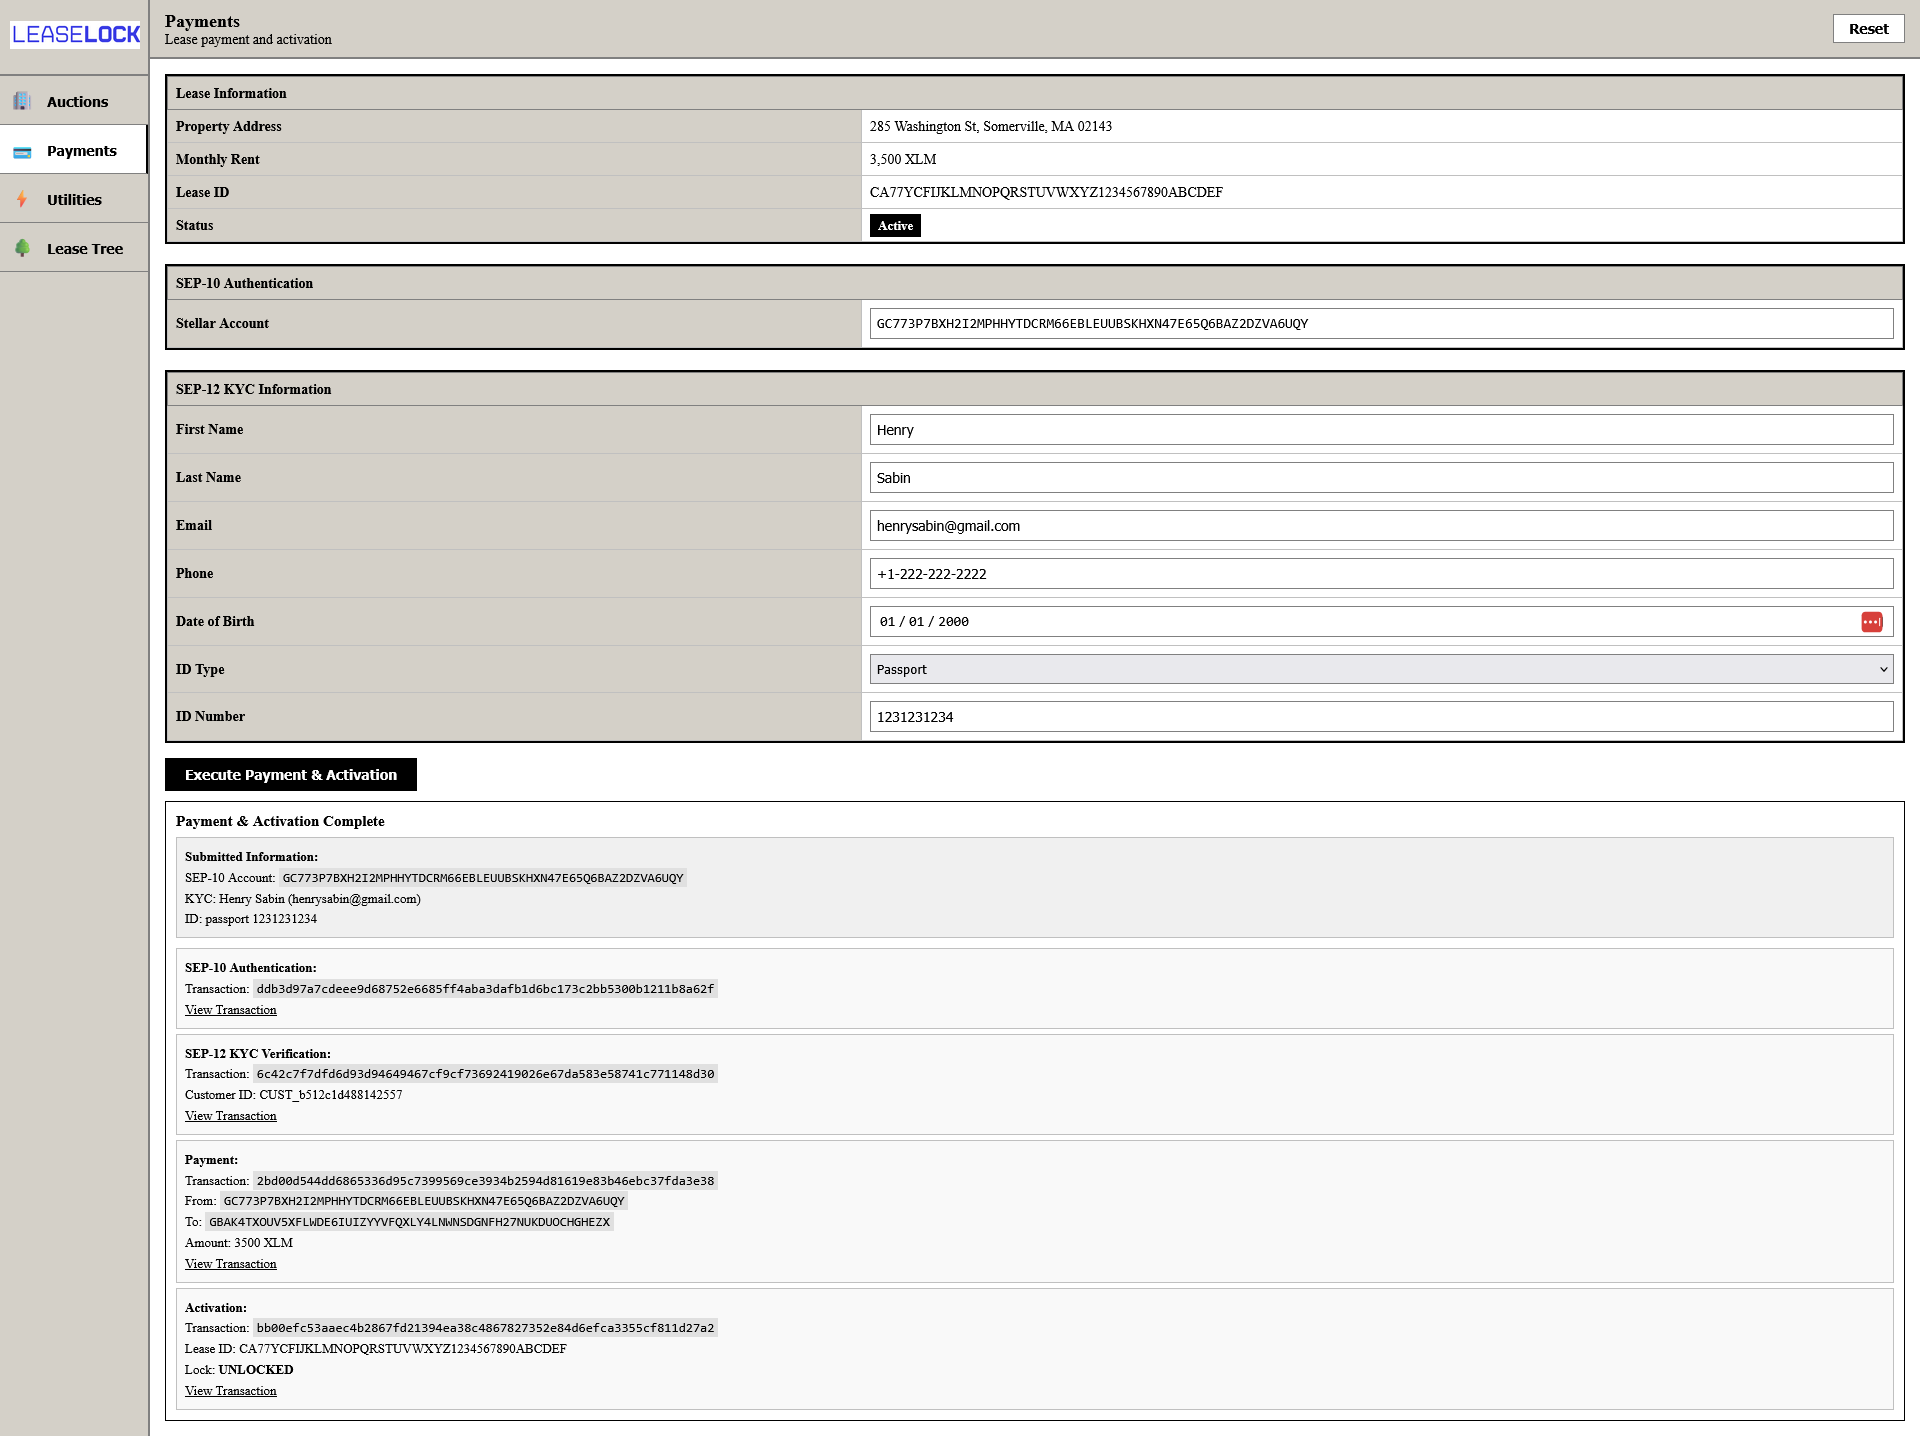 LEASELOCK
Auctions
Payments
Utilities
Lease Tree
Payments
Lease payment and activation
Reset
Lease Information
Property Address 285 Washington St, Somerville, MA 02143
Monthly Rent 3,500 XLM
Lease ID CA77YCFIJKLMNOPQRSTUVWXYZ1234567890ABCDEF
Status Active
SEP-10 Authentication
Stellar Account GC773P7BXH2I2MPHHYTDCRM66EBLEUUBSKHXN47E65Q6BAZ2DZVA6UQY
SEP-12 KYC Information
First Name Henry
Last Name Sabin
Email henrysabin@gmail.com
Phone +1-222-222-2222
Date of Birth 01 / 01 / 2000
ID Type Passport
ID Number 1231231234
Execute Payment & Activation
Payment & Activation Complete
Submitted Information:
SEP-10 Account: GC773P7BXH2I2MPHHYTDCRM66EBLEUUBSKHXN47E65Q6BAZ2DZVA6UQY
KYC: Henry Sabin (henrysabin@gmail.com)
ID: passport 1231231234
SEP-10 Authentication:
Transaction: ddb3d97a7cdeee9d68752e6685ff4aba3dafb1d6bc173c2bb5300b1211b8a62f
View Transaction
SEP-12 KYC Verification:
Transaction: 6c42c7f7dfd6d93d94649467cf9cf73692419026e67da583e58741c771148d30
Customer ID: CUST_b512c1d488142557
View Transaction
Payment:
Transaction: 2bd00d544dd6865336d95c7399569ce3934b2594d81619e83b46ebc37fda3e38
From: GC773P7BXH2I2MPHHYTDCRM66EBLEUUBSKHXN47E65Q6BAZ2DZVA6UQY
To: GBAK4TXOUV5XFLWDE6IUIZYYVFQXLY4LNWNSDGNFH27NUKDUOCHGHEZX
Amount: 3500 XLM
View Transaction
Activation:
Transaction: bb00efc53aaec4b2867fd21394ea38c4867827352e84d6efca3355cf811d27a2
Lease ID: CA77YCFIJKLMNOPQRSTUVWXYZ1234567890ABCDEF
Lock: UNLOCKED
View Transaction